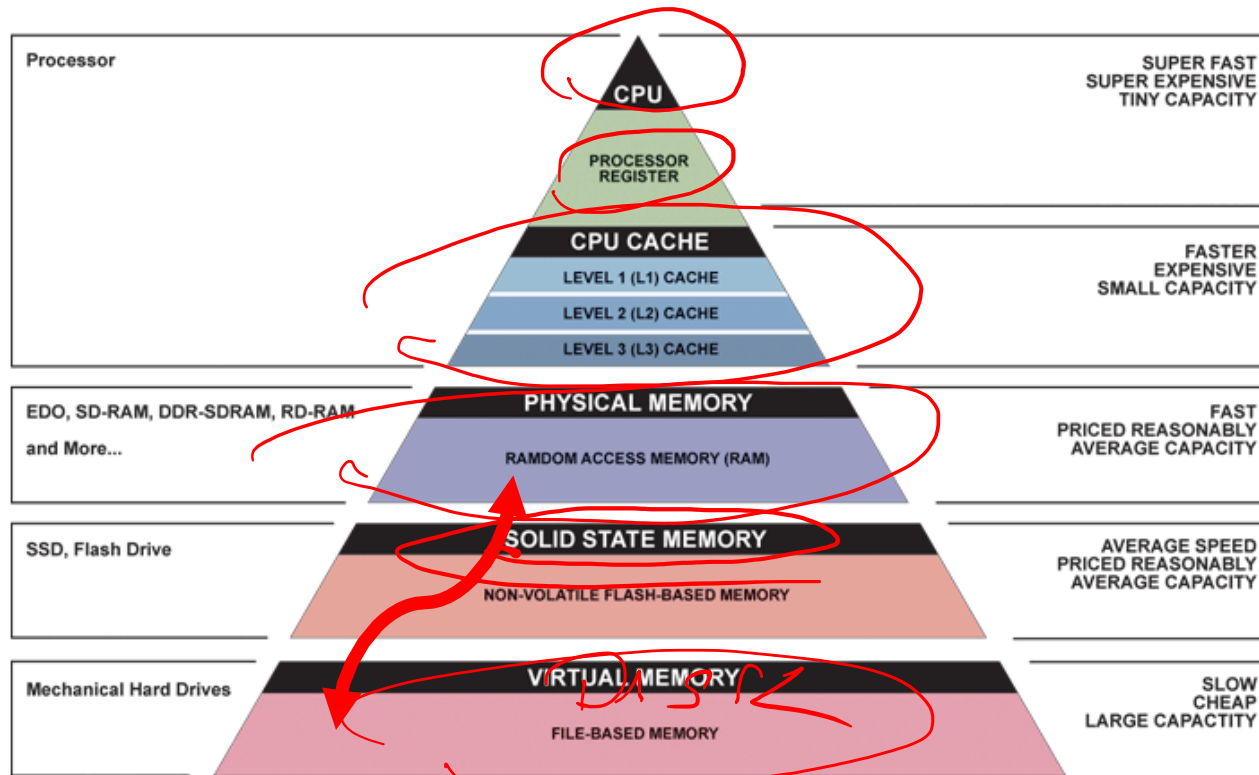 Processor
CPU
SUPER FAST
SUPER EXPENSIVE
TINY CAPACITY
PROCESSOR
REGISTER
CPU CACHE
LEVEL 1 (L1) CACHE
LEVEL 2 (L2) CACHE
LEVEL 3 (L3) CACHE
FASTER
EXPENSIVE
SMALL CAPACITY
EDO, SD-RAM, DDR-SDRAM, RD-RAM
and More...
PHYSICAL MEMORY
RAMDOM ACCESS MEMORY (RAM)
FAST
PRICED REASONABLY
AVERAGE CAPACITY
SSD, Flash Drive
SOLID STATE MEMORY
NON-VOLATILE FLASH-BASED MEMORY
AVERAGE SPEED
PRICED REASONABLY
AVERAGE CAPACITY
Mechanical Hard Drives
VIRTUAL MEMORY
DISK
FILE-BASED MEMORY
SLOW
CHEAP
LARGE CAPACTITY